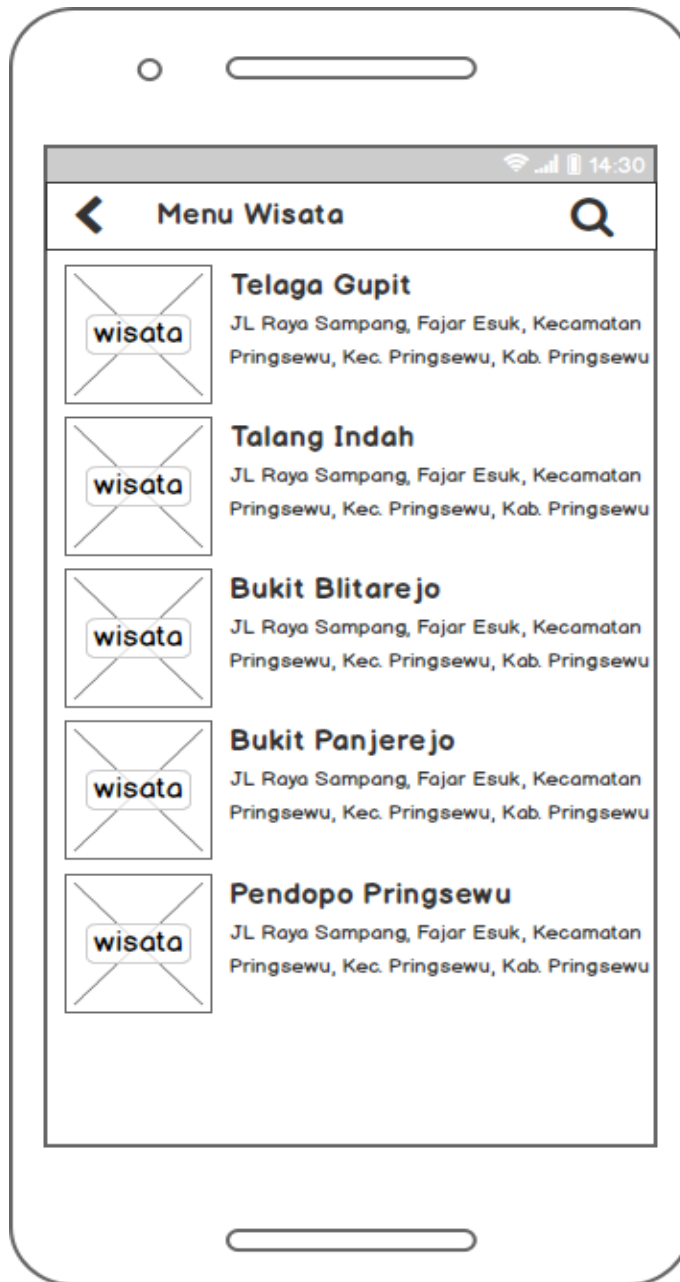 14:30
Menu Wisata
wisata
Telaga Gupit
JL Raya Sampang, Fajar Esuk, Kecamatan
Pringsewu, Kec. Pringsewu, Kab. Pringsewu
wisata
Talang Indah
JL Raya Sampang, Fajar Esuk, Kecamatan
Pringsewu, Kec. Pringsewu, Kab. Pringsewu
wisata
Bukit Blitarejo
JL Raya Sampang, Fajar Esuk, Kecamatan
Pringsewu, Kec. Pringsewu, Kab. Pringsewu
wisata
Bukit Panjerejo
JL Raya Sampang, Fajar Esuk, Kecamatan
Pringsewu, Kec. Pringsewu, Kab. Pringsewu
wisata
Pendopo Pringsewu
JL Raya Sampang, Fajar Esuk, Kecamatan
Pringsewu, Kec. Pringsewu, Kab. Pringsewu